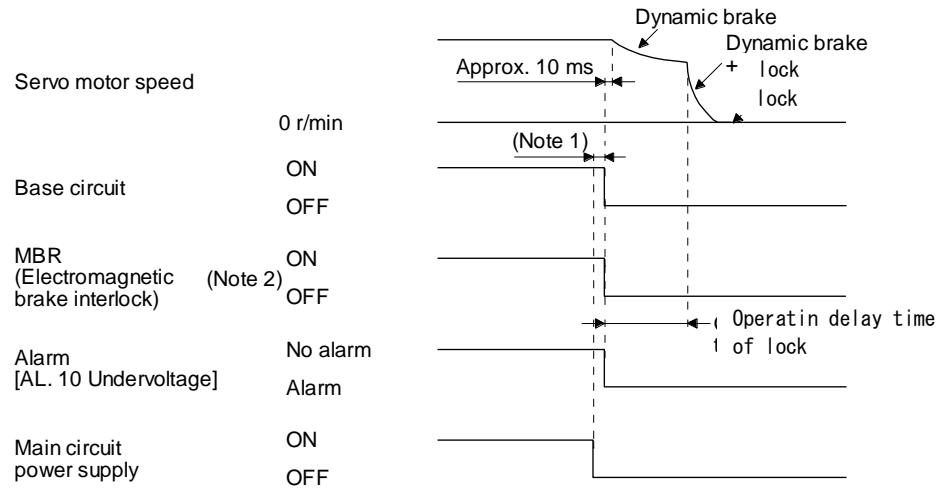 Dynamic brake
Dynamic brake
+ lock
lock
Approx. 10 ms
Servo motor speed
0 r/min
(Note 1)
ON
Base circuit
OFF
MBR
(Electromagnetic
brake interlock)
(Note 2)
ON
OFF
Operatin delay time
of lock
No alarm
Alarm
[AL. 10 Undervoltage]
Alarm
ON
Main circuit
power supply
OFF